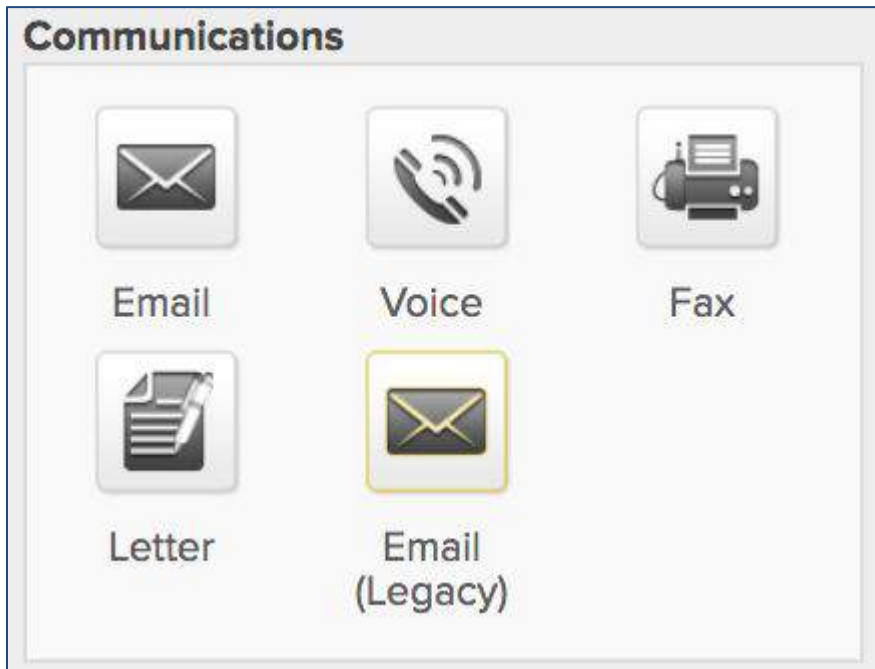 Communications
Email
Voice
Fax
Letter
Email
(Legacy)